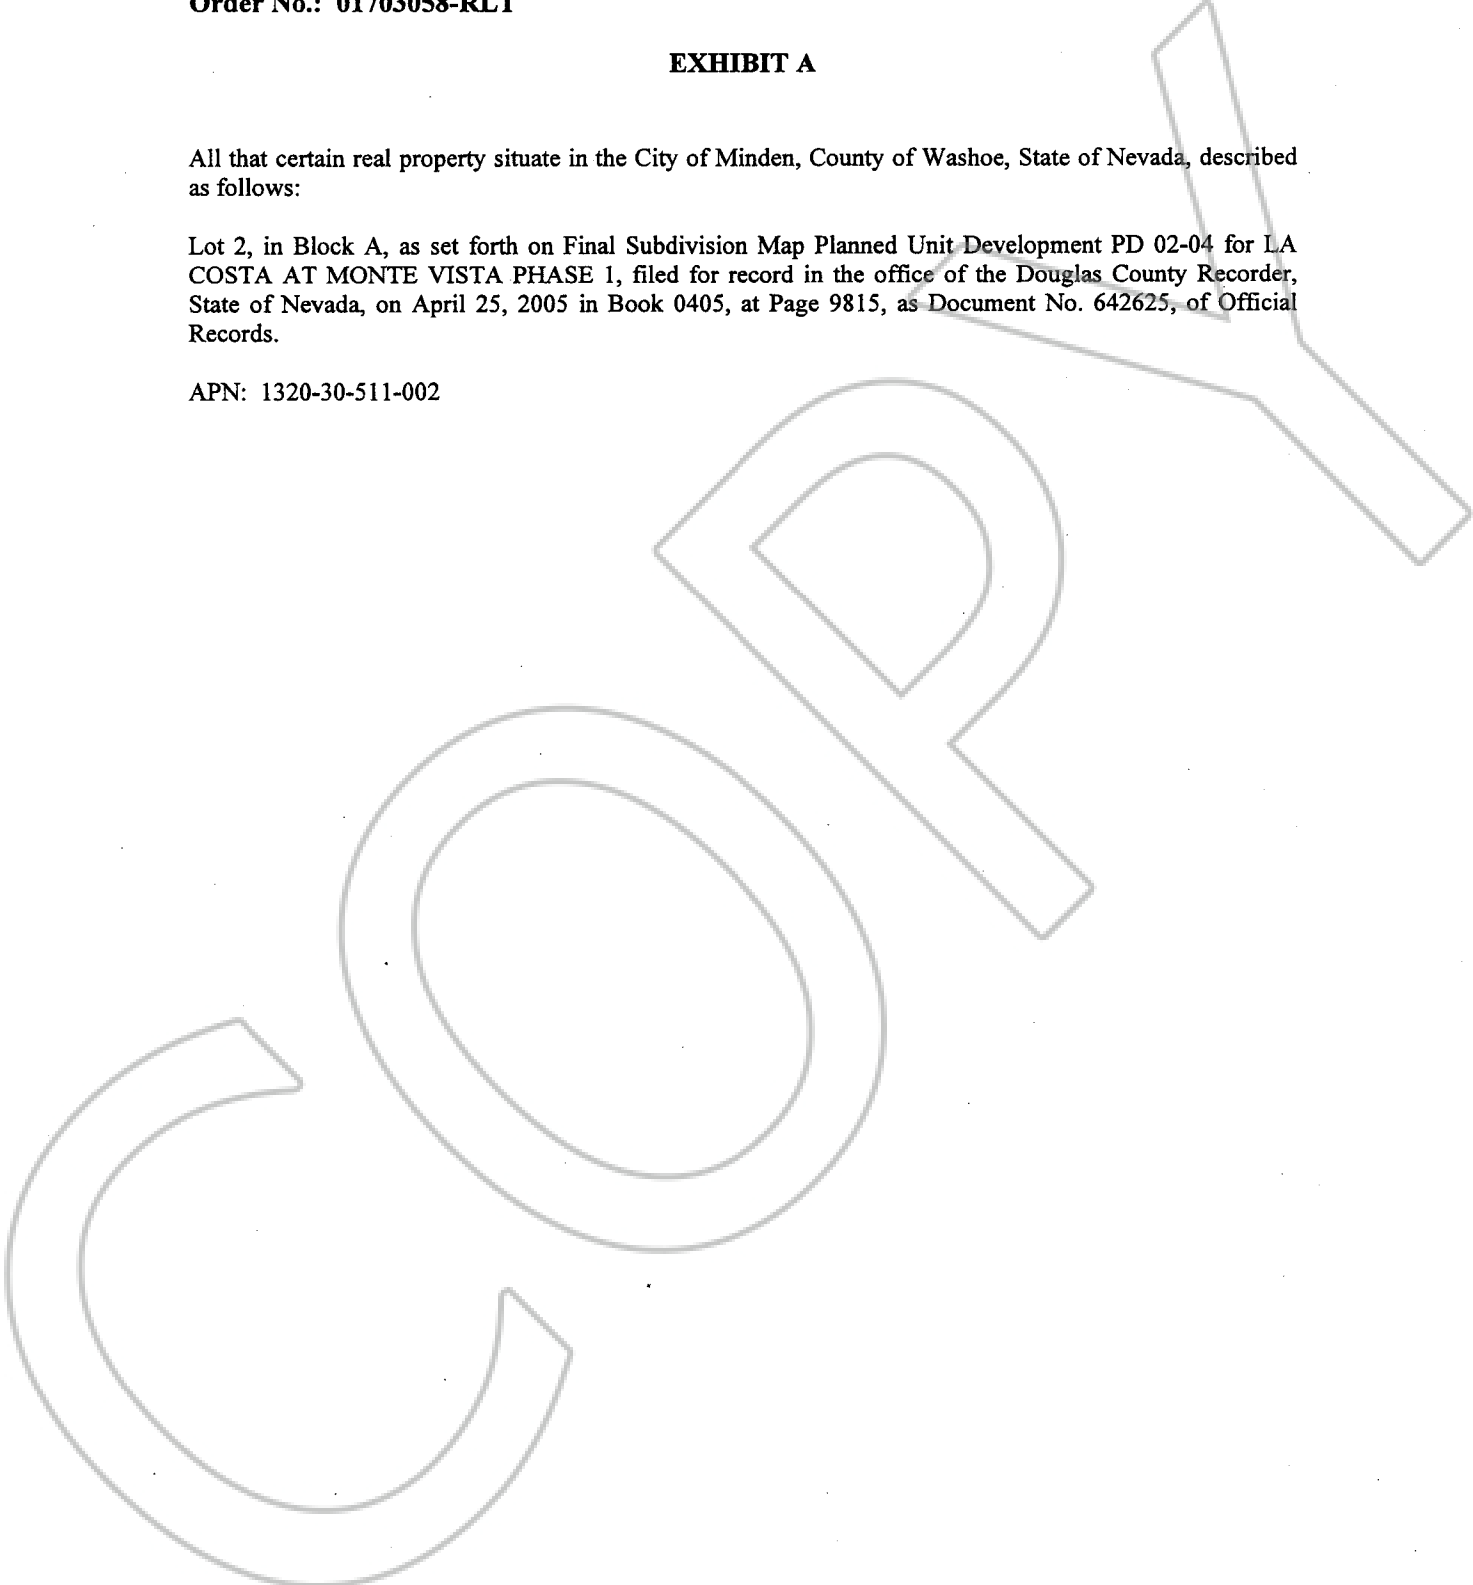 Order No.: 01703058-RLT
EXHIBIT A
All that certain real property situate in the City of Minden, County of Washoe, State of Nevada, described
as follows:
Lot 2, in Block A, as set forth on Final Subdivision Map Planned Unit Development PD 02-04 for LA
COSTA AT MONTE VISTA PHASE 1, filed for record in the office of the Douglas County Recorder,
State of Nevada, on April 25, 2005 in Book 0405, at Page 9815, as Document No. 642625, of Official
Records.
APN: 1320-30-511-002
COPY